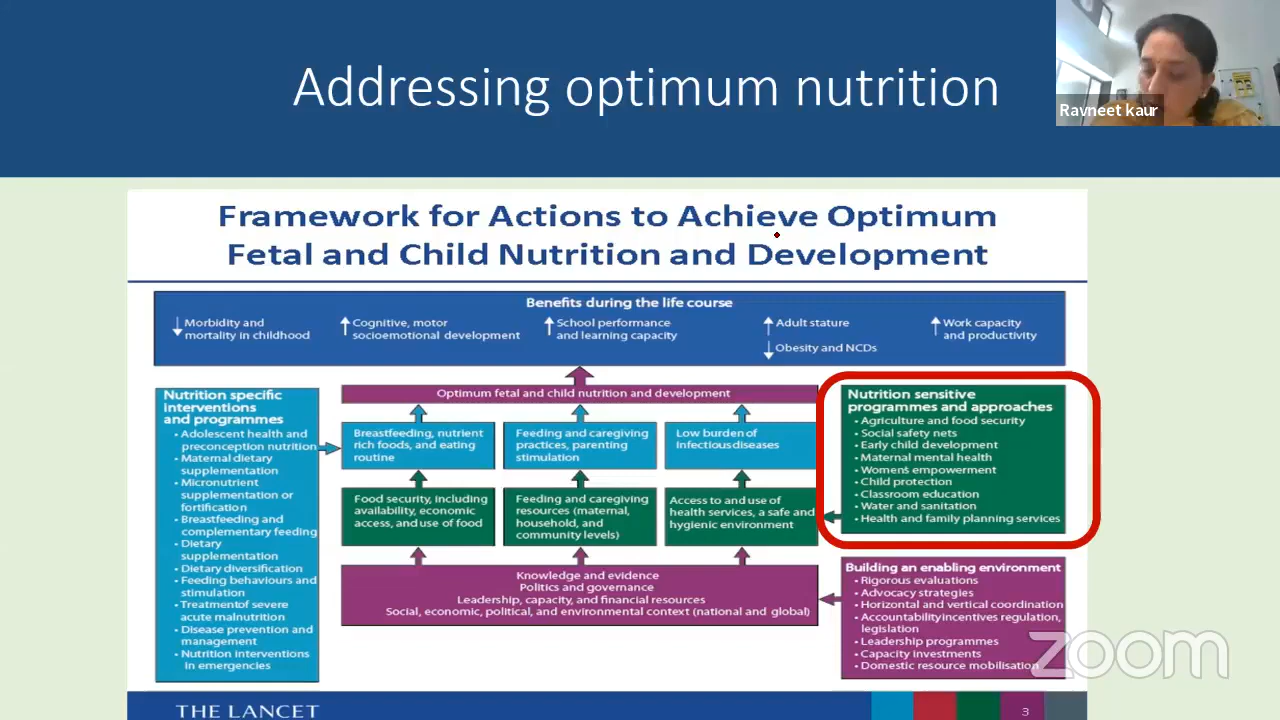 Addressing optimum nutrition
Ravneet kaur
Framework for Actions to Achieve Optimum
Fetal and Child Nutrition and Development
Benefits during the life course
Morbidity and
mortality in childhood
Cognitive, motor
socioemotional development
School performance
and learning capacity
Adult stature
Obesity and NCDs
Work capacity
and productivity
Nutrition specific
interventions
and programmes
• Adolescent health and
preconception nutrition
• Maternal dietary
supplementation
• Micronutrient
supplementation or
fortification
• Breastfeeding and
complementary feeding
• Dietary
supplementation
• Dietary diversification
• Feeding behaviours and
stimulation
• Treatment of severe
acute malnutrition
• Disease prevention and
management
• Nutrition interventions
in emergencies
Optimum fetal and child nutrition and development
Breastfeeding, nutrient
rich foods, and eating
routine
Feeding and caregiving
practices, parenting
stimulation
Low burden of
infectious diseases
Food security, including
availability, economic
access, and use of food
Feeding and caregiving
resources (maternal,
household, and
community levels)
Access to and use of
health services, a safe and
hygienic environment
Knowledge and evidence
Politics and governance
Leadership, capacity, and financial resources
Social, economic, political, and environmental context (national and global)
Nutrition sensitive
programmes and approaches
• Agriculture and food security
• Social safety nets
• Early child development
• Maternal mental health
• Women's empowerment
• Child protection
• Classroom education
• Water and sanitation
• Health and family planning services
Building an enabling environment
• Rigorous evaluations
• Advocacy strategies
• Horizontal and vertical coordination
• Accountability incentives regulation,
legislation
• Leadership programmes
• Capacity investments
• Domestic resource mobilisation
zoom
THE LANCET
3